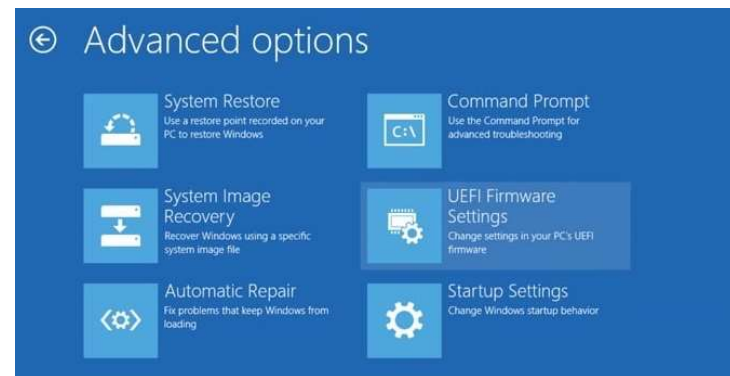 Advanced options
System Restore
Use a restore point recorded on your
PC to restore Windows
Command Prompt
Use the Command Prompt for
advanced troubleshooting
C:\
System Image
Recovery
Recover Windows using a specific
system image file
UEFI Firmware
Settings
Change settings in your PC's UEFI
firmware
Automatic Repair
Fix problems that keep Windows from
loading
Startup Settings
Change Windows startup behavior